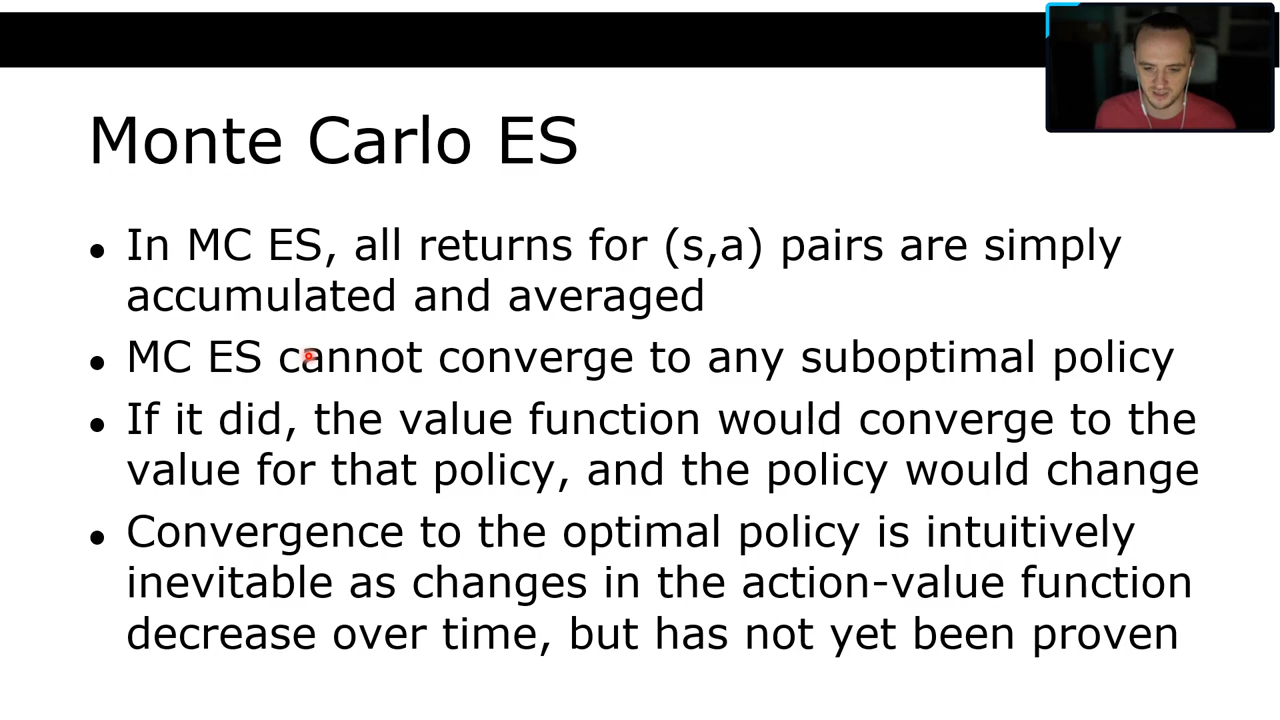 Monte Carlo ES
• In MC ES, all returns for (s,a) pairs are simply
accumulated and averaged
• MC ES cannot converge to any suboptimal policy
• If it did, the value function would converge to the
value for that policy, and the policy would change
• Convergence to the optimal policy is intuitively
inevitable as changes in the action-value function
decrease over time, but has not yet been proven